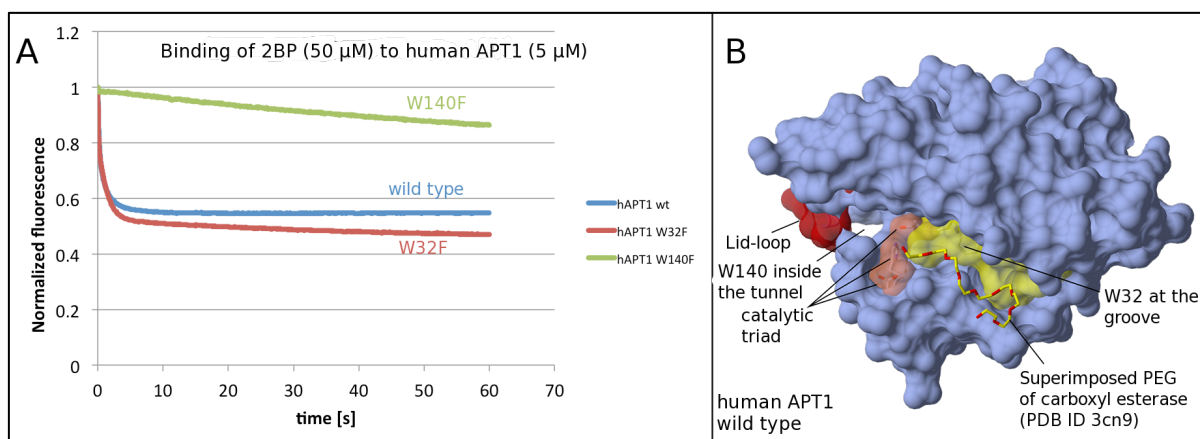 A
Binding of 2BP (50 µM) to human APT1 (5 µM)
Normalized fluorescence
1.2
1
0.8
0.6
0.4
0.2
0
W140F
wild type
W32F
0
10
20
30
40
50
60
70
time [s]
hAPT1 wt
hAPT1 W32F
hAPT1 W140F
B
Lid-loop
W140 inside
the tunnel
catalytic
triad
W32 at the
groove
Superimposed PEG
of carboxyl esterase
(PDB ID 3cn9)
human APT1
wild type